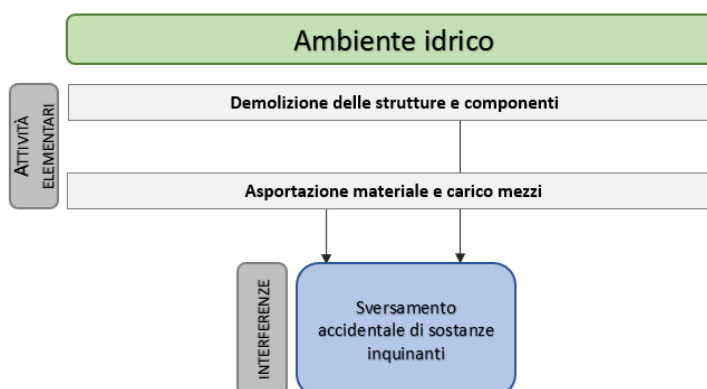 Ambiente idrico
ATTIVITÀ
ELEMENTARI
Demolizione delle strutture e componenti
Asportazione materiale e carico mezzi
INTERFERENZE
Sversamento
accidentale di sostanze
inquinanti